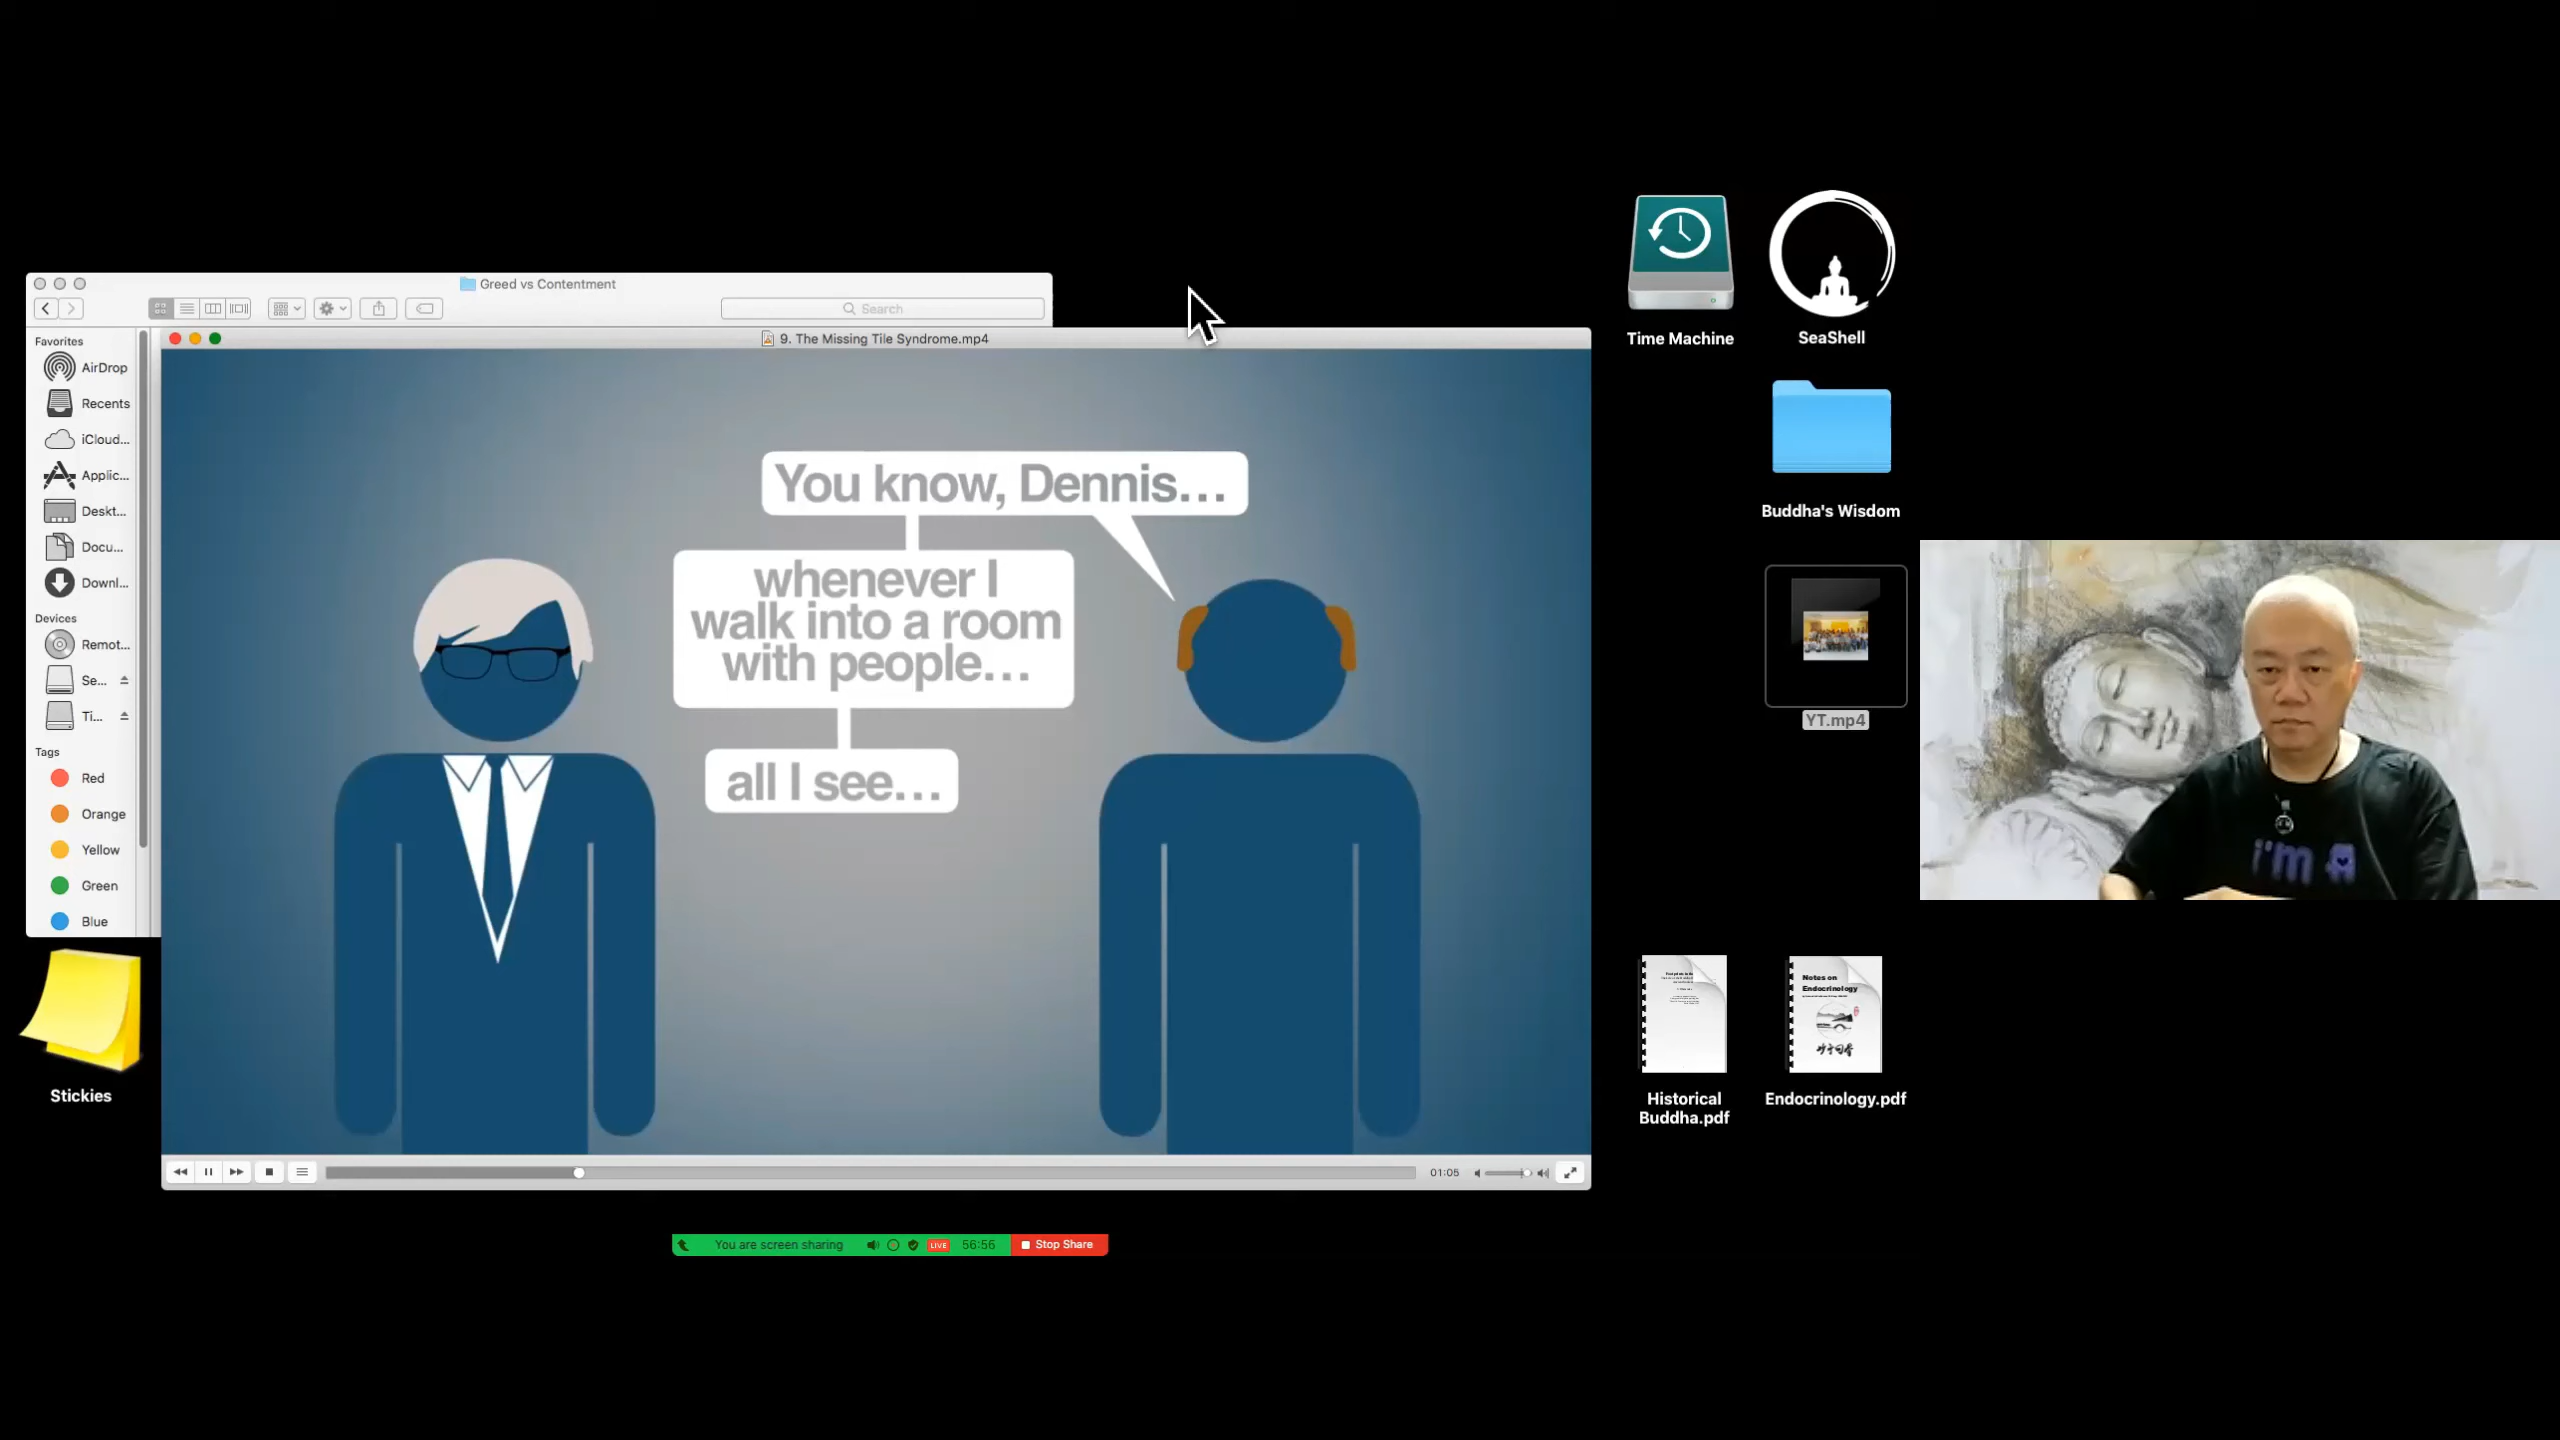 Greed vs Contentment
Search
Favorites
AirDrop
Recents
iCloud...
Applic...
Deskt...
Docu...
Downl...
Devices
Remot...
Se...
Ti...
Tags
Red
Orange
Yellow
Green
Blue
9. The Missing Tile Syndrome.mp4
You know, Dennis...
whenever I
walk into a room
with people...
all I see...
01:05
You are screen sharing
LIVE
56:56
Stop Share
Stickies
Time Machine
SeaShell
Buddha's Wisdom
YT.mp4
i'm A
Historical
Buddha.pdf
Notes on
Endocrinology
Endocrinology.pdf